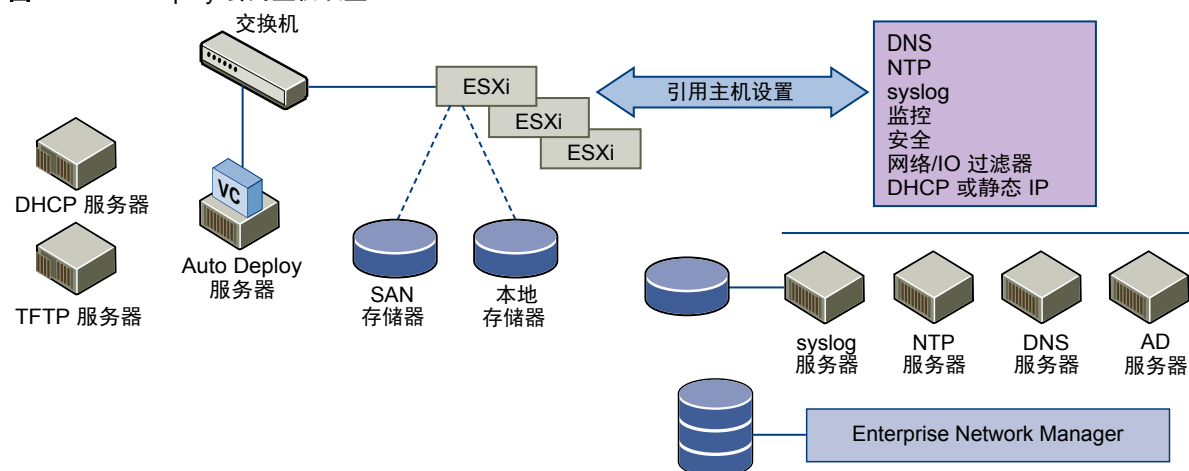 交换机
DNS
NTP
syslog
监控
安全
网络/IO 过滤器
DHCP 或静态 IP
引用主机设置
ESXi
ESXi
ESXi
VC
DHCP 服务器
TFTP 服务器
Auto Deploy
服务器
SAN
存储器
本地
存储器
syslog
服务器
NTP
服务器
DNS
服务器
AD
服务器
Enterprise Network Manager